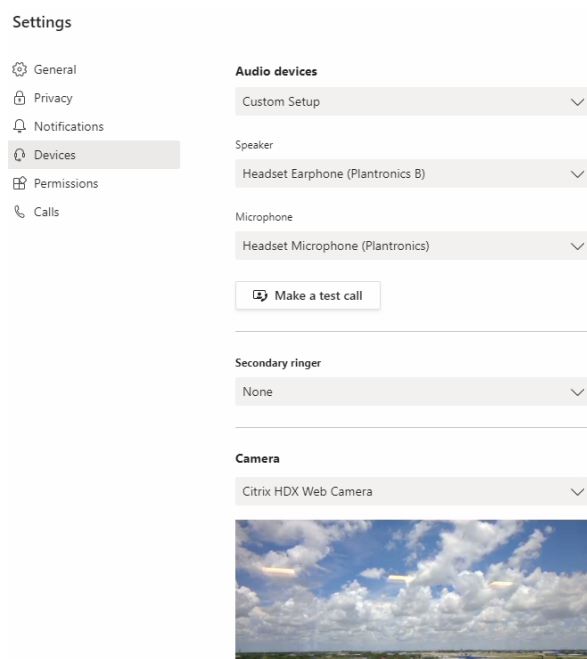 Settings
General
Privacy
Notifications
Devices
Permissions
Calls
Audio devices
Custom Setup
Speaker
Headset Earphone (Plantronics B)
Microphone
Headset Microphone (Plantronics)
Make a test call
Secondary ringer
None
Camera
Citrix HDX Web Camera